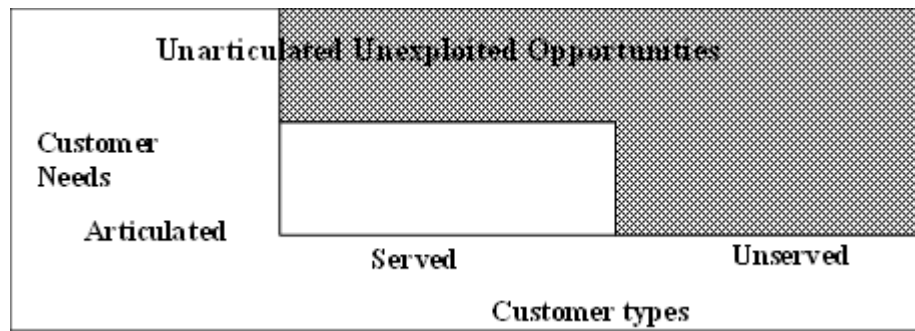 Unarticulated Unexploited Opportunities
Customer
Needs
Articulated
Served
Unserved
Customer types